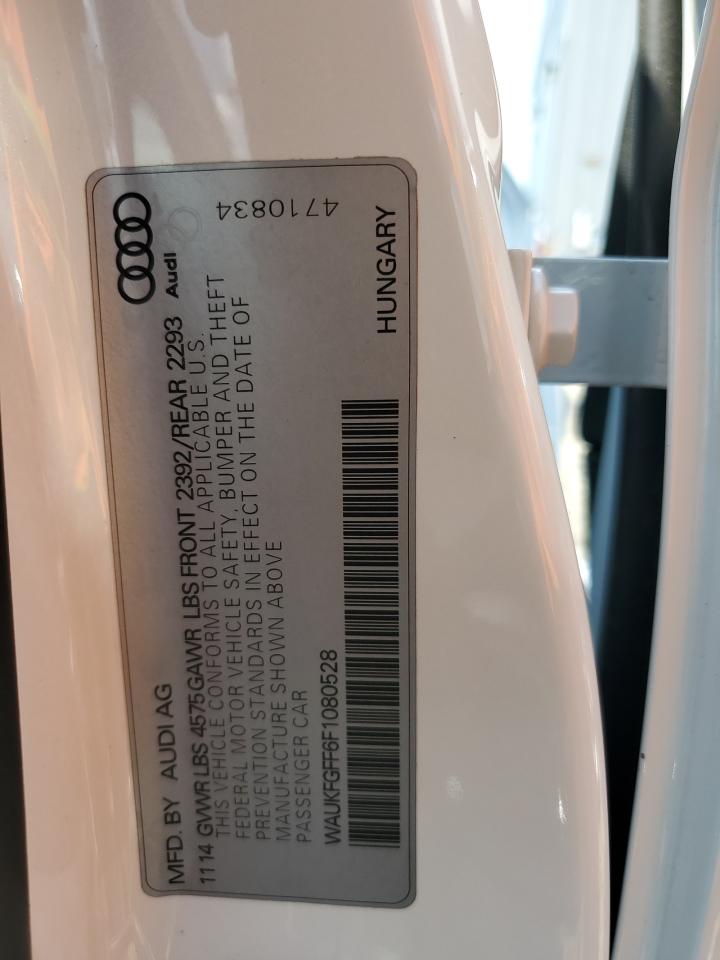 MFD. BY AUDI AG
Audi
1114 GVWR LBS 4575 GAWR LBS FRONT 2392/REAR 2293
THIS VEHICLE CONFORMS TO ALL APPLICABLE U.S.
FEDERAL MOTOR VEHICLE SAFETY, BUMPER AND THEFT
PREVENTION STANDARDS IN EFFECT ON THE DATE OF
MANUFACTURE SHOWN ABOVE
PASSENGER CAR
4710834
WAUKFGFF6F1080528
HUNGARY